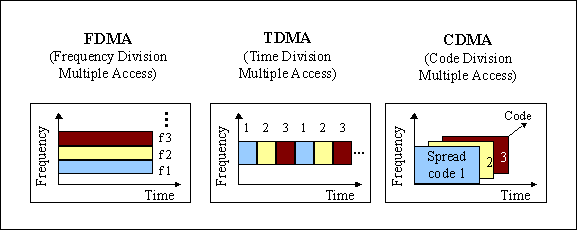 FDMA
(Frequency Division
Multiple Access)
TDMA
(Time Division
Multiple Access)
CDMA
(Code Division
Multiple Access)
Frequency
f3
f2
f1
Time
Frequency
1 2 3 1 2 3
Time
Frequency
Code
Spread
code 1
2
3
Time